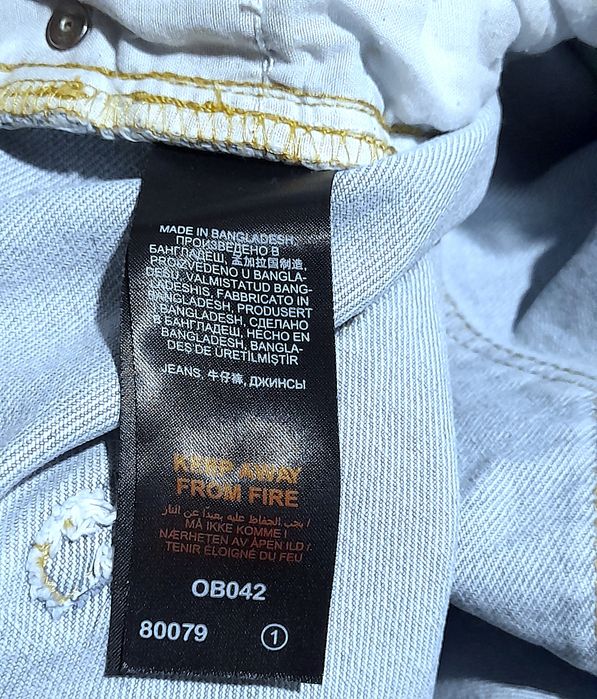 MADE IN BANGLADESH,
ПРОИЗВЕДЕНО В
БАНГЛАДЕШ, 孟加拉国制造,
PROIZVEDENO U BANGLA-
DEŠU, VALMISTATUD BANG-
LADESHIS, FABBRICATO IN
BANGLADESH, PRODUSERT
I BANGLADESH, СДЕЛАНО
В БАНГЛАДЕШ, HECHO EN
BANGLADESH, BANGLA-
DEŞ'DE ÜRETİLMİŞTİR
JEANS, 牛仔裤, ДЖИНСЫ
KEEP AWAY
FROM FIRE
/ يجب الحفاظ عليه بعيدًا عن النار
MÅ IKKE KOMME I
NÆRHETEN AV ÅPEN ILD /
TENIR ÉLOIGNÉ DU FEU
OB042
80079 1